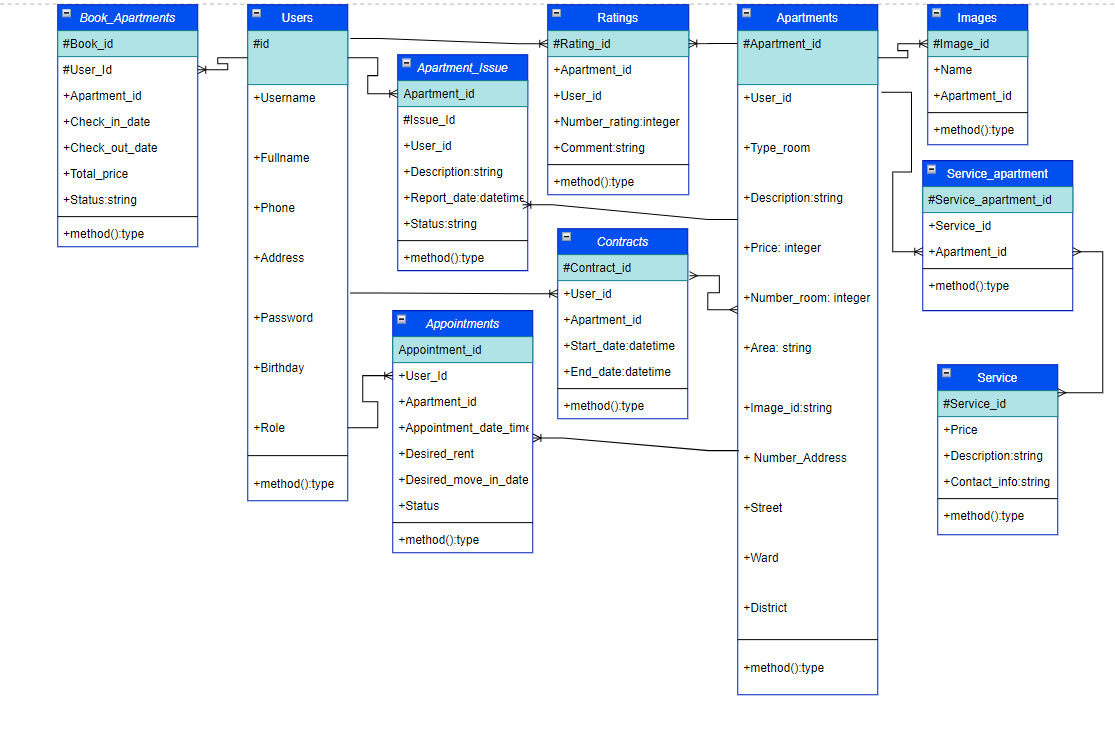 Book_Apartments
#Book_id
#User_Id
+Apartment_id
+Check_in_date
+Check_out_date
+Total_price
+Status:string
+method():type
Users
#id
+Username
+Fullname
+Phone
+Address
+Password
+Birthday
+Role
+method():type
Apartment_Issue
Apartment_id
#Issue_Id
+User_id
+Description:string
+Report_date:datetime
+Status:string
+method():type
Appointments
Appointment_id
+User_Id
+Apartment_id
+Appointment_date_time
+Desired_rent
+Desired_move_in_date
+Status
+method():type
Ratings
#Rating_id
+Apartment_id
+User_id
+Number_rating:integer
+Comment:string
+method():type
Contracts
#Contract_id
+User_id
+Apartment_id
+Start_date:datetime
+End_date:datetime
+method():type
Apartments
#Apartment_id
+User_id
+Type_room
+Description:string
+Price: integer
+Number_room: integer
+Area: string
+Image_id:string
+ Number_Address
+Street
+Ward
+District
+method():type
Images
#Image_id
+Name
+Apartment_id
+method():type
Service_apartment
#Service_apartment_id
+Service_id
+Apartment_id
+method():type
Service
#Service_id
+Price
+Description:string
+Contact_info:string
+method():type